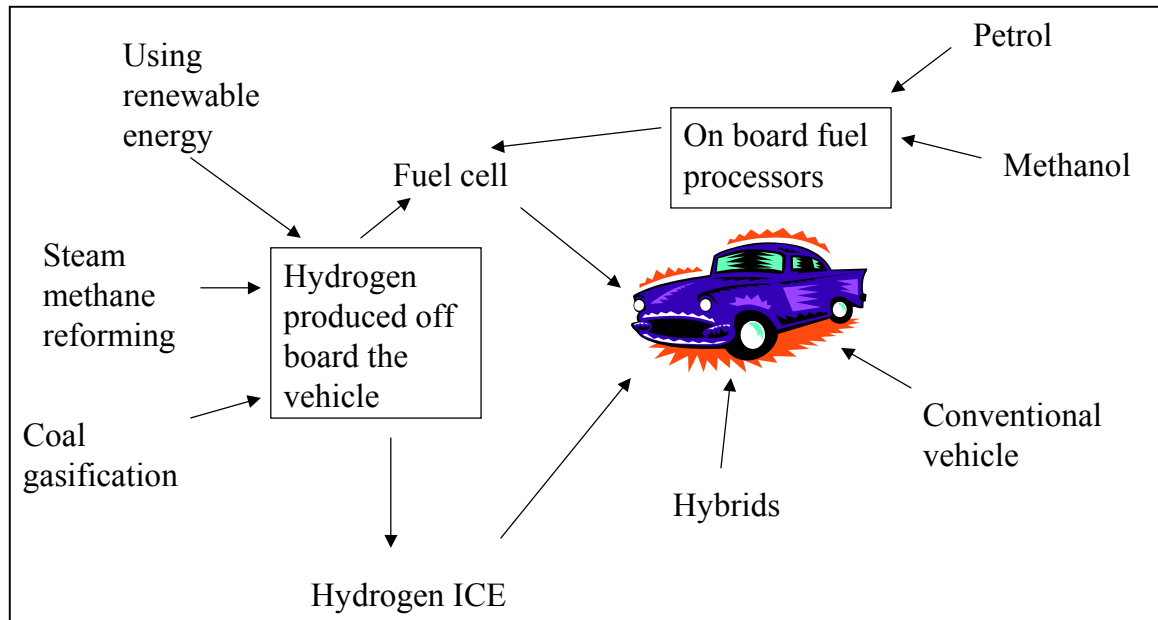 Using
renewable
energy
Petrol
On board fuel
processors
Methanol
Fuel cell
Steam
methane
reforming
Hydrogen
produced off
board the
vehicle
Coal
gasification
Conventional
vehicle
Hybrids
Hydrogen ICE